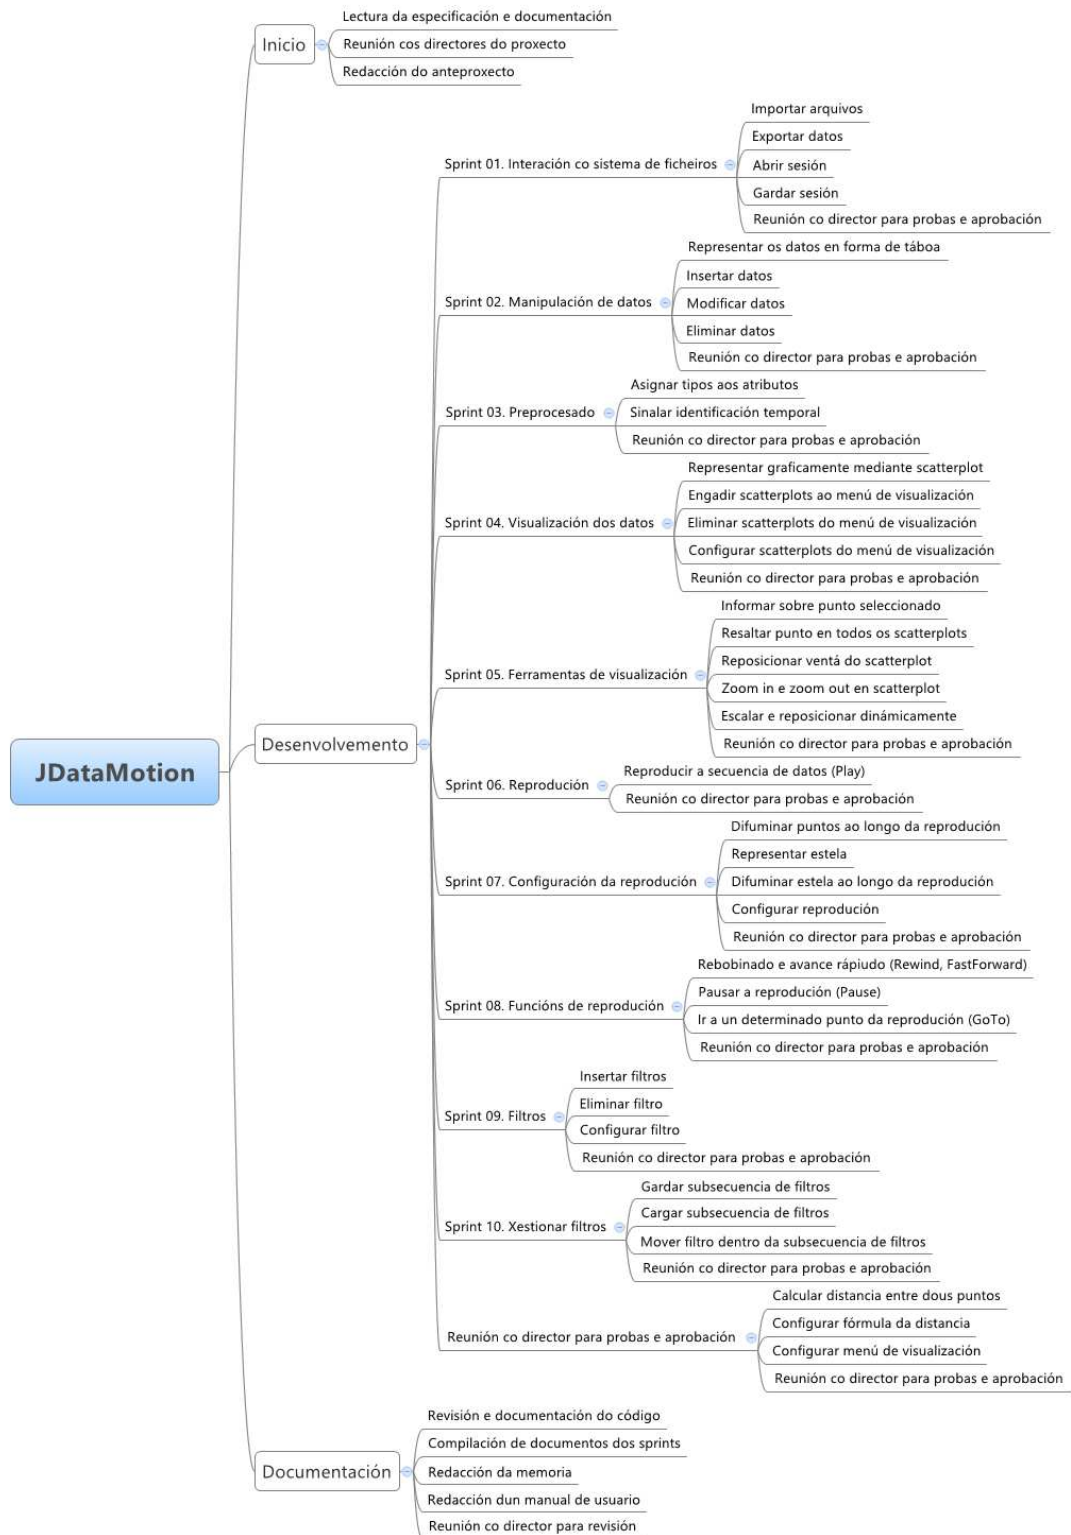 JDataMotion
Inicio
Lectura da especificación e documentación
Reunión cos directores do proxecto
Redacción do anteproxecto
Desenvolvemento
Sprint 01. Interación co sistema de ficheiros
Importar arquivos
Exportar datos
Abrir sesión
Gardar sesión
Reunión co director para probas e aprobación
Sprint 02. Manipulación de datos
Representar os datos en forma de táboa
Insertar datos
Modificar datos
Eliminar datos
Reunión co director para probas e aprobación
Sprint 03. Preprocesado
Asignar tipos aos atributos
Sinalar identificación temporal
Reunión co director para probas e aprobación
Sprint 04. Visualización dos datos
Representar graficamente mediante scatterplot
Engadir scatterplots ao menú de visualización
Eliminar scatterplots do menú de visualización
Configurar scatterplots do menú de visualización
Reunión co director para probas e aprobación
Sprint 05. Ferramentas de visualización
Informar sobre punto seleccionado
Resaltar punto en todos os scatterplots
Reposicionar ventá do scatterplot
Zoom in e zoom out en scatterplot
Escalar e reposicionar dinámicamente
Reunión co director para probas e aprobación
Sprint 06. Reprodución
Reproducir a secuencia de datos (Play)
Reunión co director para probas e aprobación
Sprint 07. Configuración da reprodución
Difuminar puntos ao longo da reprodución
Representar estela
Difuminar estela ao longo da reprodución
Configurar reprodución
Reunión co director para probas e aprobación
Sprint 08. Funcións de reprodución
Rebobinado e avance rápiudo (Rewind, FastForward)
Pausar a reprodución (Pause)
Ir a un determinado punto da reprodución (GoTo)
Reunión co director para probas e aprobación
Sprint 09. Filtros
Insertar filtros
Eliminar filtro
Configurar filtro
Reunión co director para probas e aprobación
Sprint 10. Xestionar filtros
Gardar subsecuencia de filtros
Cargar subsecuencia de filtros
Mover filtro dentro da subsecuencia de filtros
Reunión co director para probas e aprobación
Reunión co director para probas e aprobación
Calcular distancia entre dous puntos
Configurar fórmula da distancia
Configurar menú de visualización
Reunión co director para probas e aprobación
Documentación
Revisión e documentación do código
Compilación de documentos dos sprints
Redacción da memoria
Redacción dun manual de usuario
Reunión co director para revisión